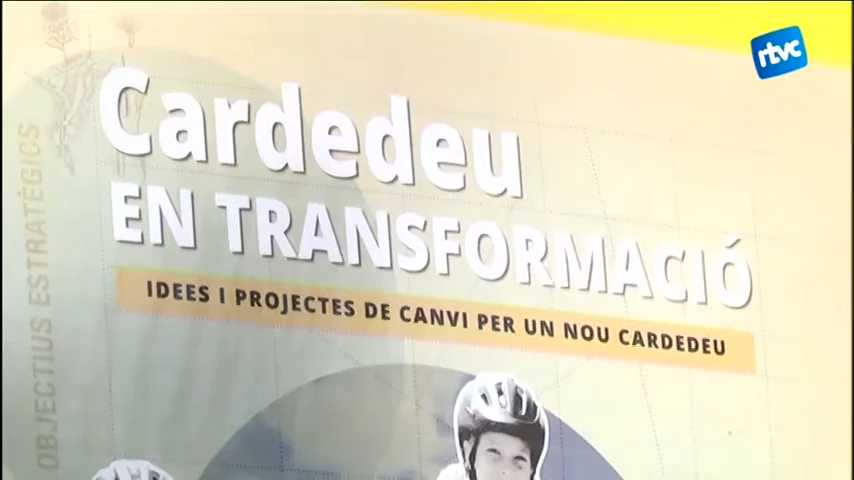 rtvc
Cardedeu
EN TRANSFORMACIÓ
IDEES I PROJECTES DE CANVI PER UN NOU CARDEDEU
OBJECTIUS ESTRATÈGICS